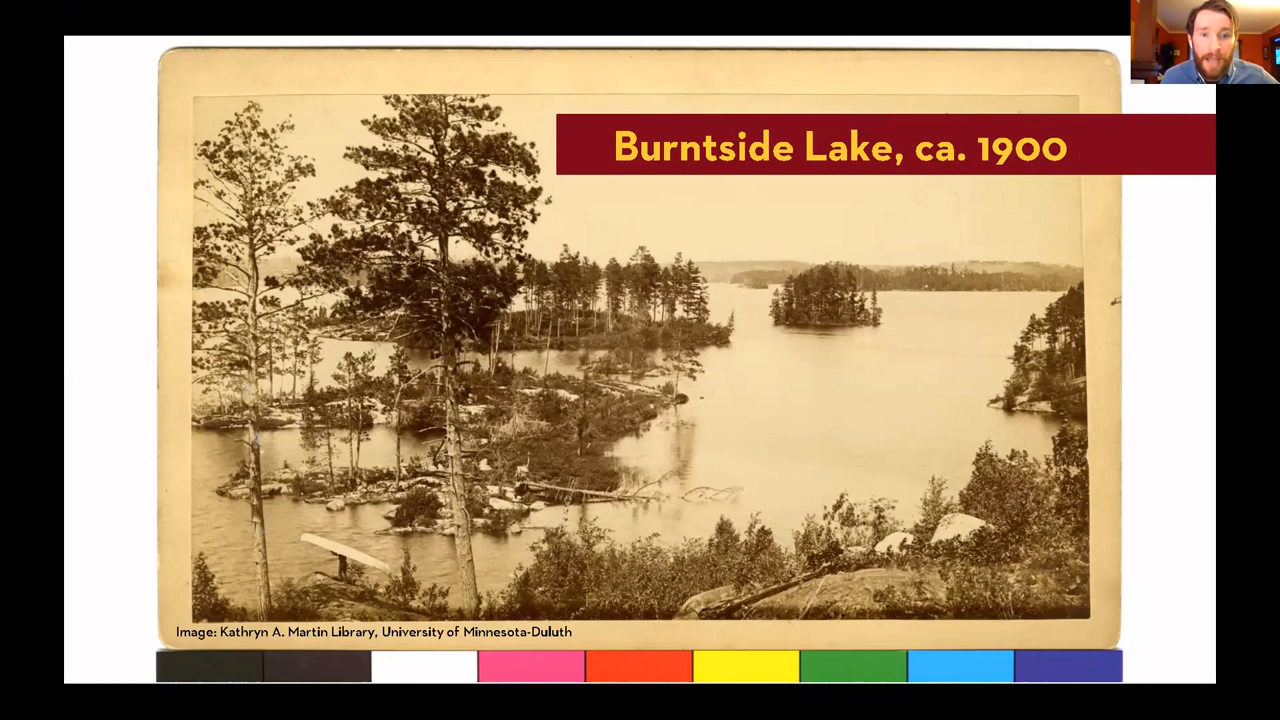 Burntside Lake, ca. 1900
Image: Kathryn A. Martin Library, University of Minnesota-Duluth